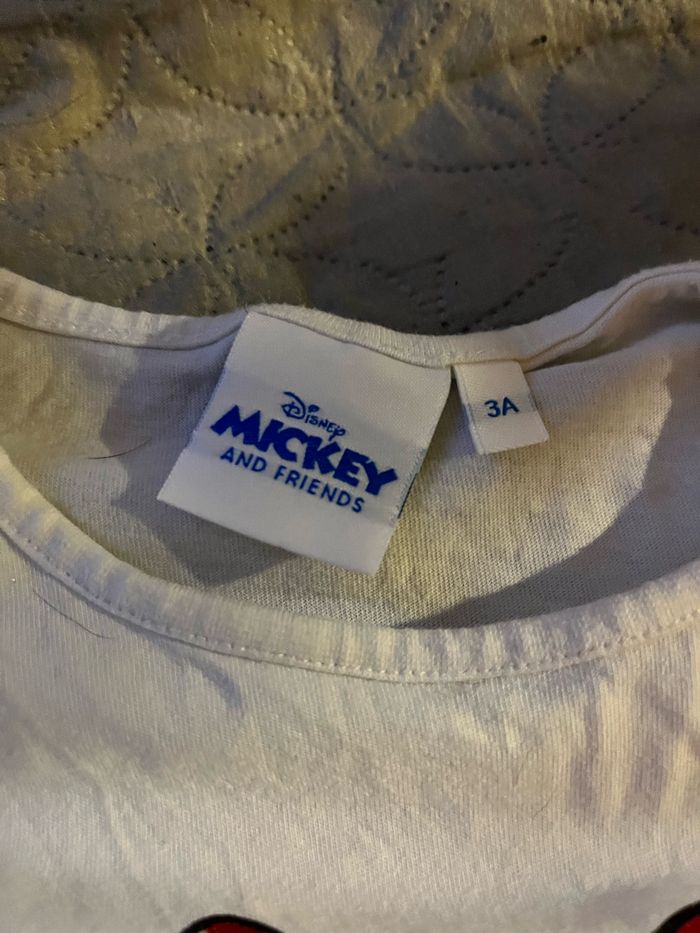 Disney
MICKEY
AND FRIENDS
3A